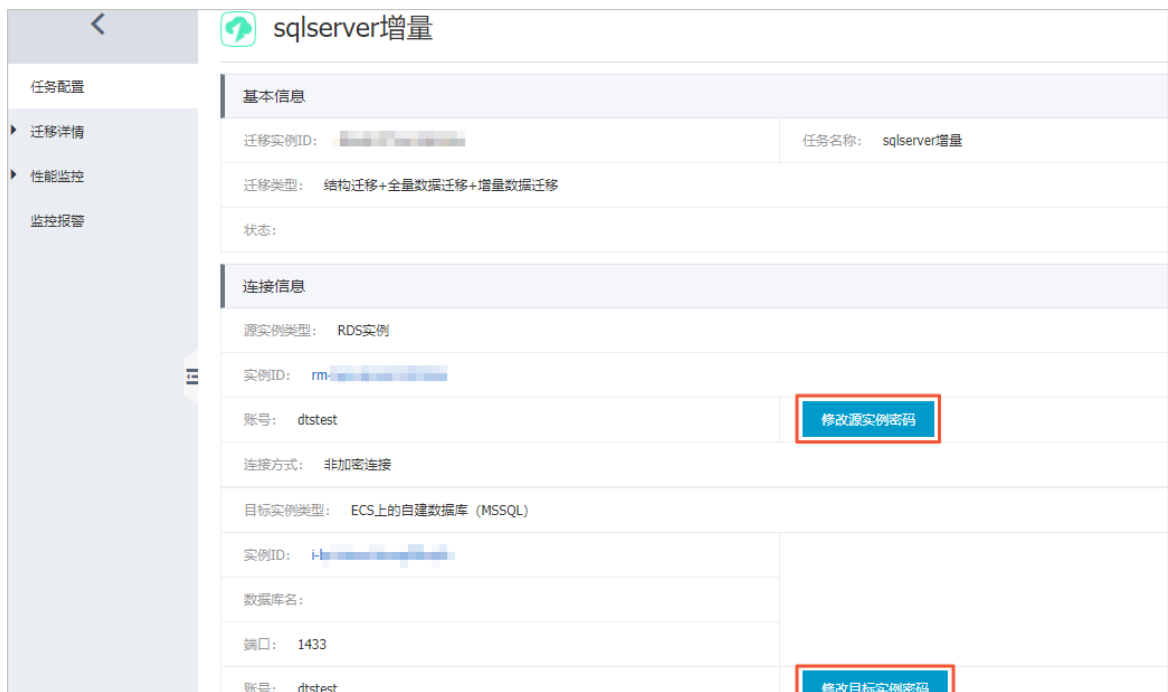 sqlserver增量
任务配置
迁移详情
性能监控
监控报警
基本信息
迁移实例ID：
任务名称： sqlserver增量
迁移类型： 结构迁移+全量数据迁移+增量数据迁移
状态：
连接信息
源实例类型： RDS实例
实例ID： rm-
账号： dtstest 修改源实例密码
连接方式： 非加密连接
目标实例类型： ECS上的自建数据库（MSSQL）
实例ID： i-b
数据库名：
端口： 1433
账号： dtstest 修改目标实例密码